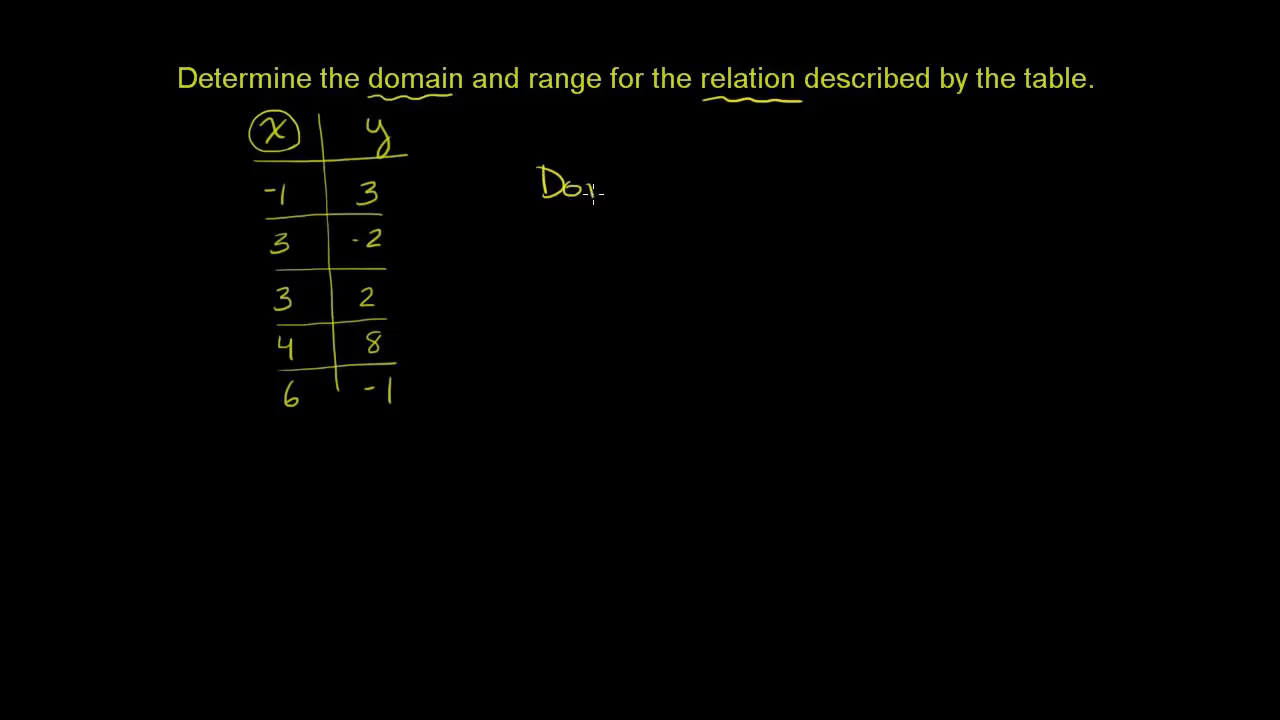 Determine the domain and range for the relation described by the table.
x y
-1 3
Do
3 -2
3 2
4 8
6 -1